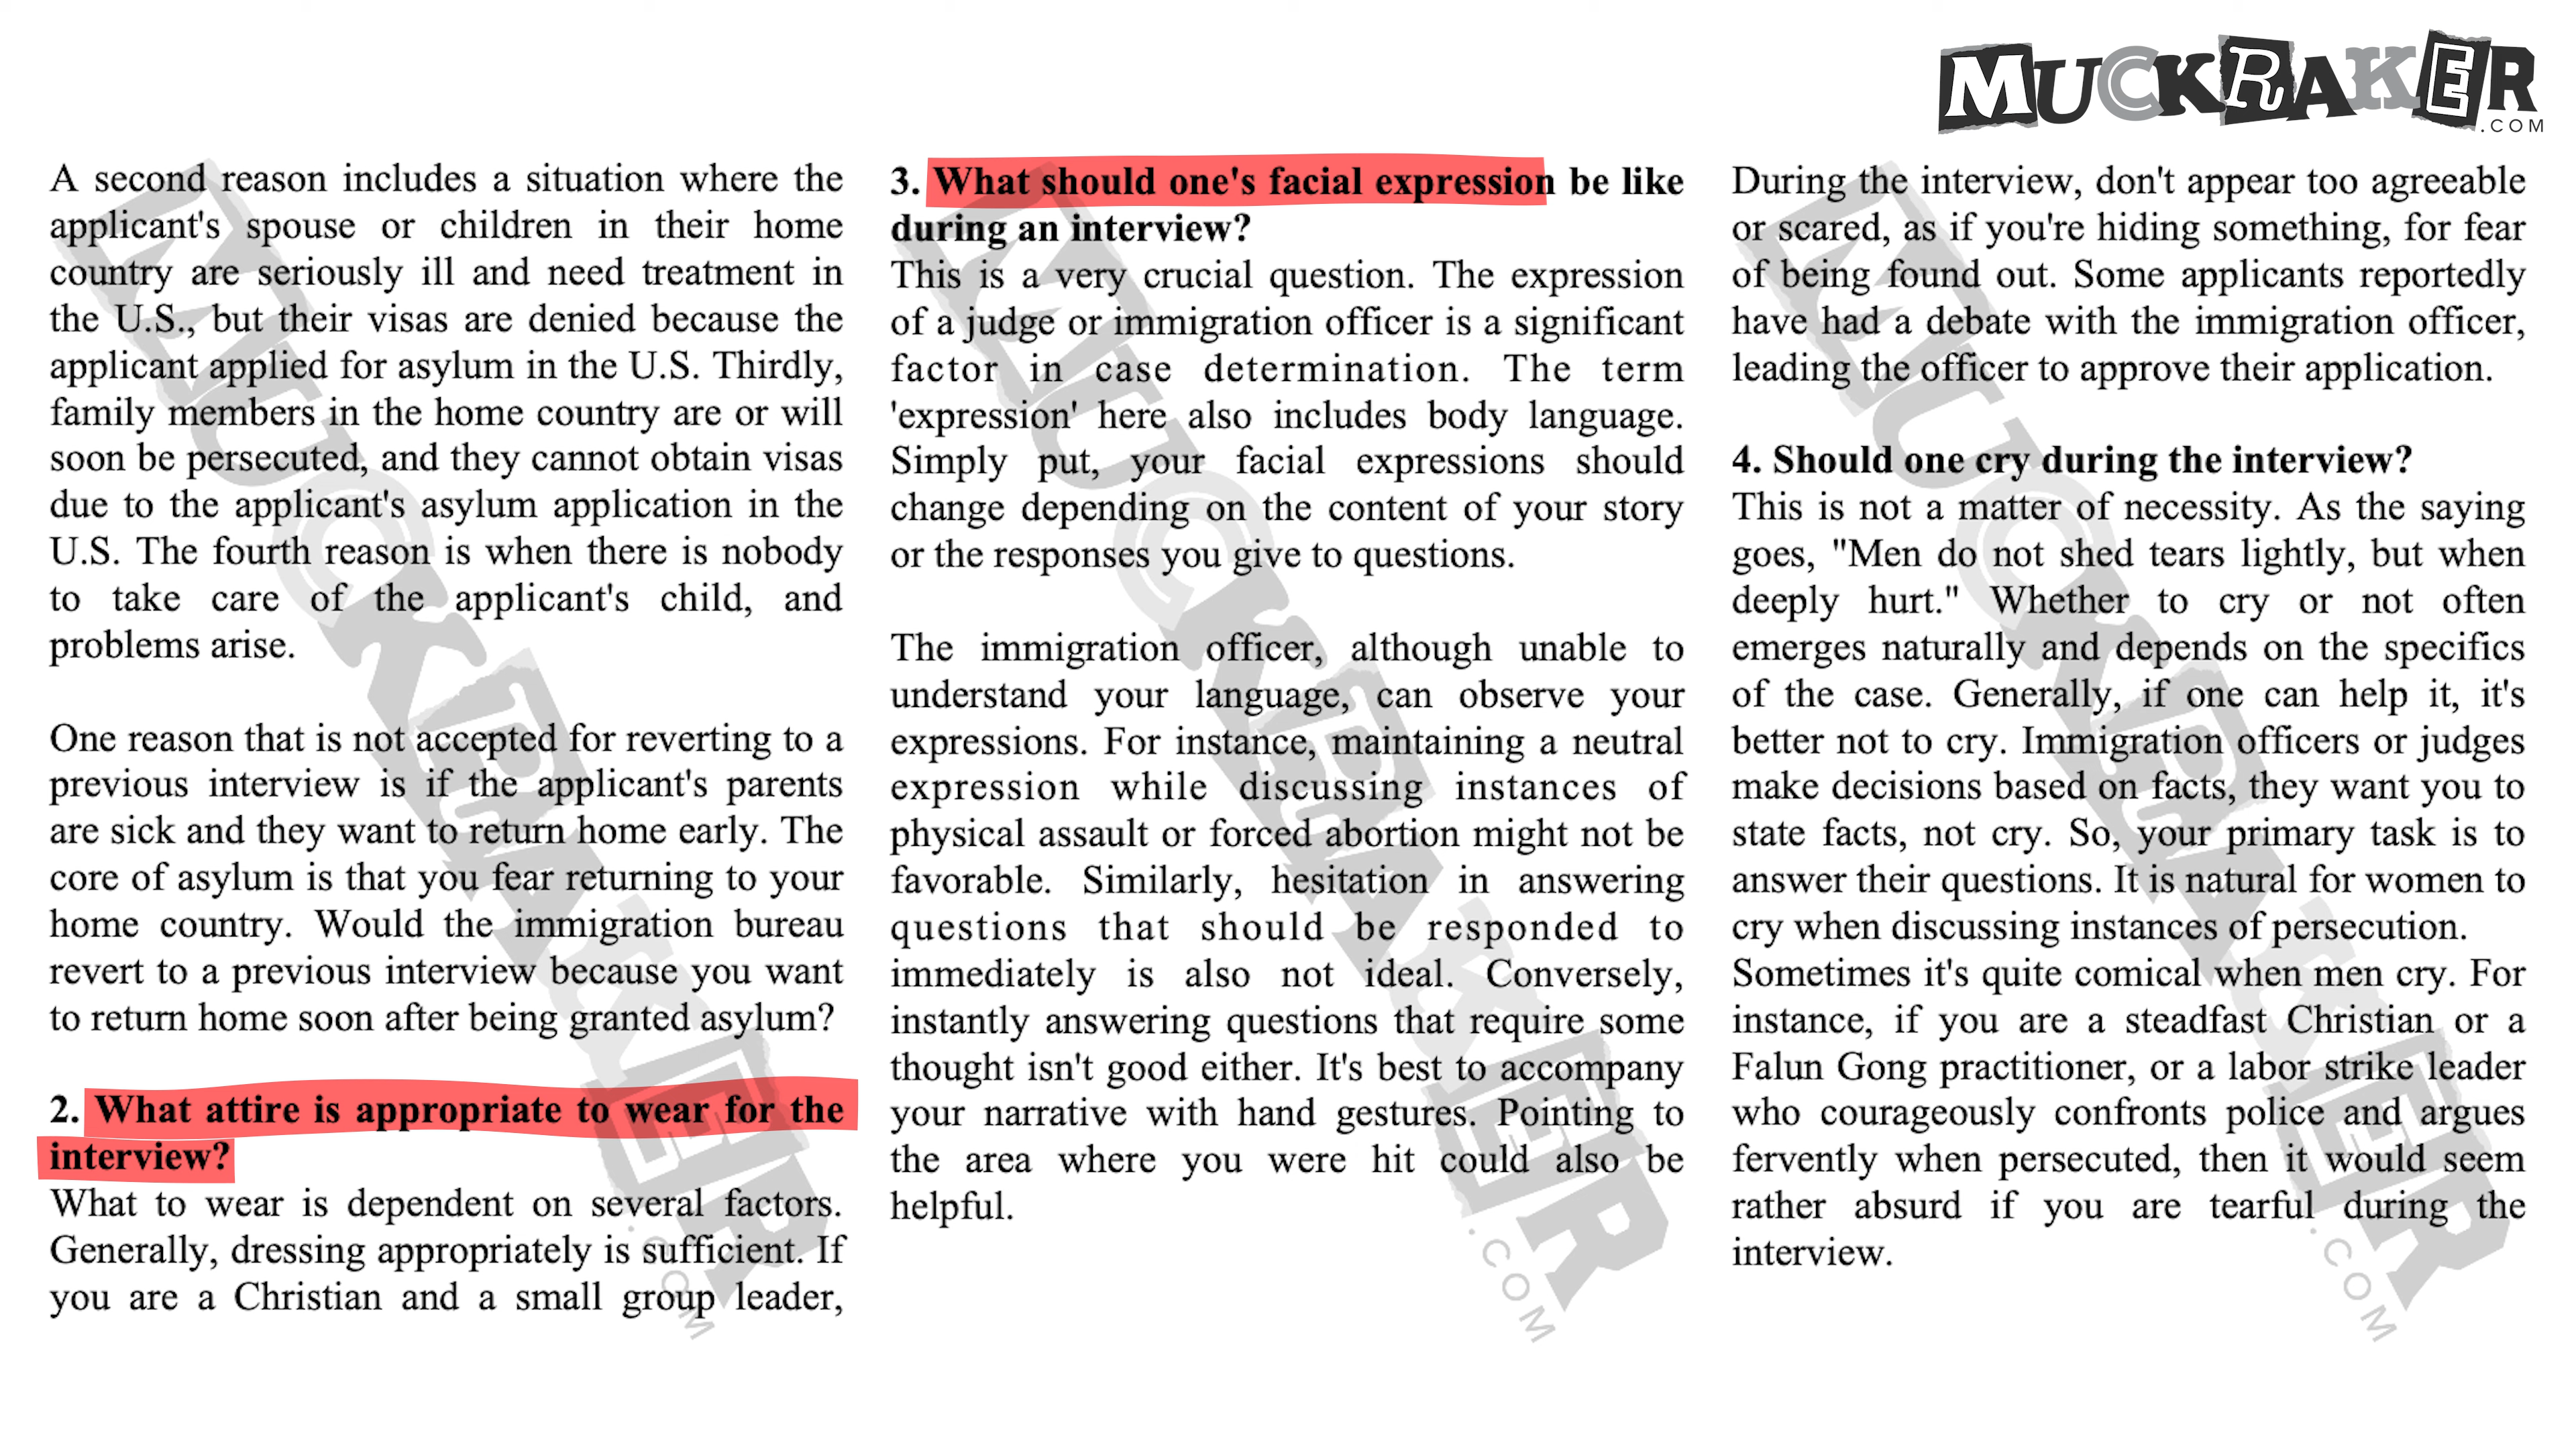 MUCKRAKER
.COM
A second reason includes a situation where the
applicant's spouse or children in their home
country are seriously ill and need treatment in
the U.S., but their visas are denied because the
applicant applied for asylum in the U.S. Thirdly,
family members in the home country are or will
soon be persecuted, and they cannot obtain visas
due to the applicant's asylum application in the
U.S. The fourth reason is when there is nobody
to take care of the applicant's child, and
problems arise.
One reason that is not accepted for reverting to a
previous interview is if the applicant's parents
are sick and they want to return home early. The
core of asylum is that you fear returning to your
home country. Would the immigration bureau
revert to a previous interview because you want
to return home soon after being granted asylum?
2. What attire is appropriate to wear for the
interview?
What to wear is dependent on several factors.
Generally, dressing appropriately is sufficient. If
you are a Christian and a small group leader,
3. What should one's facial expression be like
during an interview?
This is a very crucial question. The expression
of a judge or immigration officer is a significant
factor in case determination. The term
'expression' here also includes body language.
Simply put, your facial expressions should
change depending on the content of your story
or the responses you give to questions.
The immigration officer, although unable to
understand your language, can observe your
expressions. For instance, maintaining a neutral
expression while discussing instances of
physical assault or forced abortion might not be
favorable. Similarly, hesitation in answering
questions that should be responded to
immediately is also not ideal. Conversely,
instantly answering questions that require some
thought isn't good either. It's best to accompany
your narrative with hand gestures. Pointing to
the area where you were hit could also be
helpful.
During the interview, don't appear too agreeable
or scared, as if you're hiding something, for fear
of being found out. Some applicants reportedly
have had a debate with the immigration officer,
leading the officer to approve their application.
4. Should one cry during the interview?
This is not a matter of necessity. As the saying
goes, "Men do not shed tears lightly, but when
deeply hurt." Whether to cry or not often
emerges naturally and depends on the specifics
of the case. Generally, if one can help it, it's
better not to cry. Immigration officers or judges
make decisions based on facts, they want you to
state facts, not cry. So, your primary task is to
answer their questions. It is natural for women to
cry when discussing instances of persecution.
Sometimes it's quite comical when men cry. For
instance, if you are a steadfast Christian or a
Falun Gong practitioner, or a labor strike leader
who courageously confronts police and argues
fervently when persecuted, then it would seem
rather absurd if you are tearful during the
interview.
MUCKRAKER
.COM
MUCKRAKER
.COM
MUCKRAKER
.COM